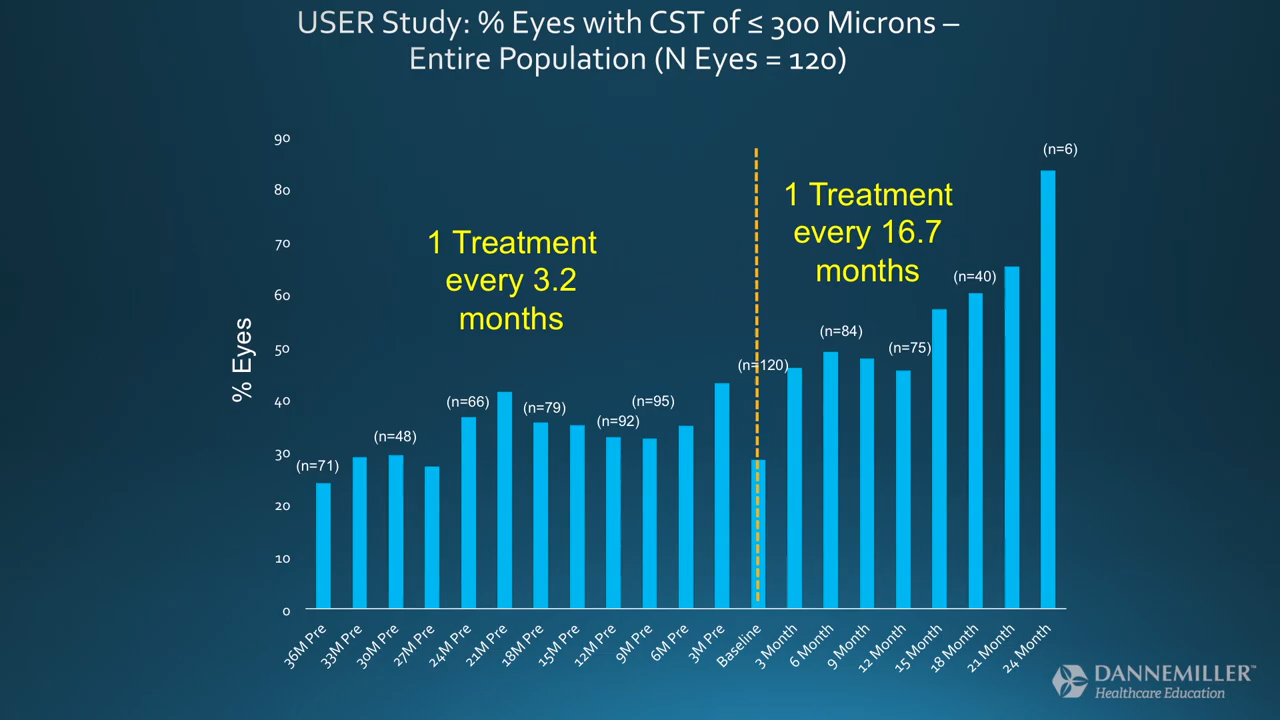 USER Study: % Eyes with CST of ≤ 300 Microns –
Entire Population (N Eyes = 120)
90
80
70
60
50
40
30
20
10
0
% Eyes
1 Treatment
every 3.2
months
1 Treatment
every 16.7
months
(n=71)
(n=48)
(n=66)
(n=79)
(n=92)
(n=95)
(n=120)
(n=84)
(n=75)
(n=40)
(n=6)
36M Pre
33M Pre
30M Pre
27M Pre
24M Pre
21M Pre
18M Pre
15M Pre
12M Pre
9M Pre
6M Pre
3M Pre
Baseline
3 Month
6 Month
9 Month
12 Month
15 Month
18 Month
21 Month
24 Month
DANNEMILLER™
Healthcare Education